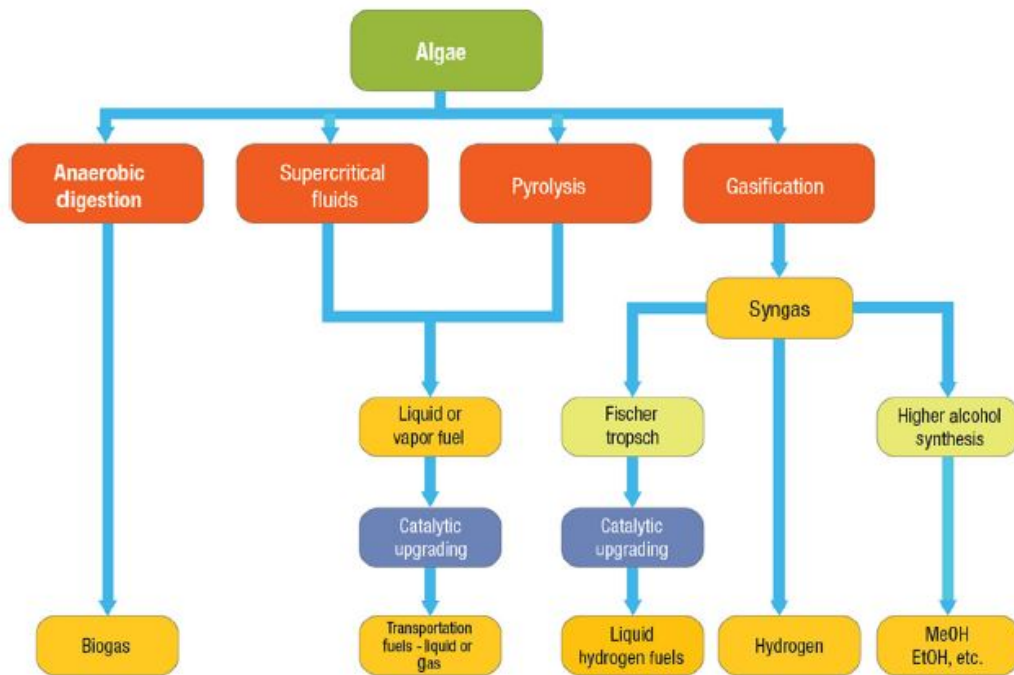 Algae
Anaerobic
digestion
Supercritical
fluids
Pyrolysis
Gasification
Syngas
Liquid or
vapor fuel
Fischer
tropsch
Higher alcohol
synthesis
Catalytic
upgrading
Catalytic
upgrading
Biogas
Transportation
fuels - liquid or
gas
Liquid
hydrogen fuels
Hydrogen
MeOH
EtOH, etc.